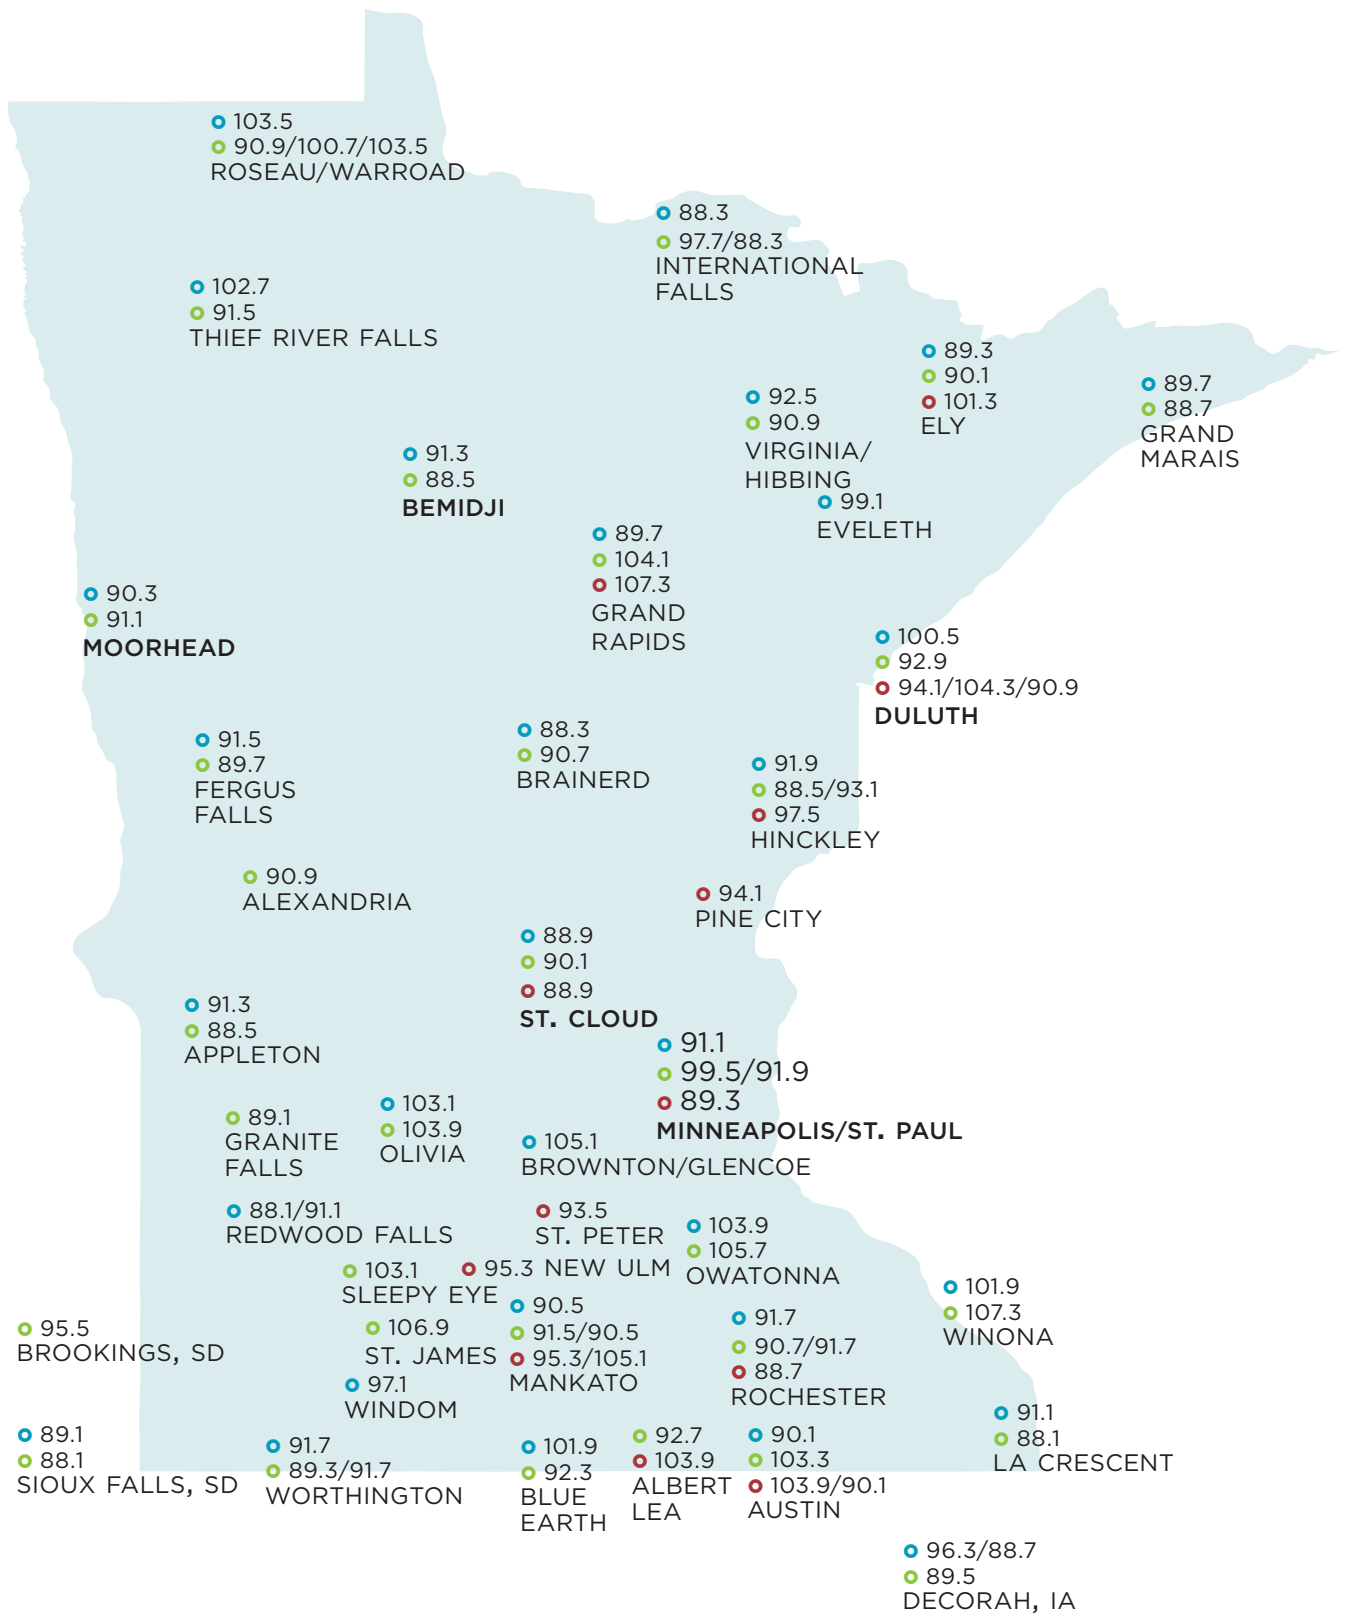 103.5
90.9/100.7/103.5
ROSEAU/WARROAD
88.3
97.7/88.3
INTERNATIONAL
FALLS
102.7
91.5
THIEF RIVER FALLS
89.3
90.1
101.3
ELY
89.7
88.7
GRAND
MARAIS
92.5
90.9
VIRGINIA/
HIBBING
91.3
88.5
BEMIDJI
99.1
EVELETH
89.7
104.1
107.3
GRAND
RAPIDS
90.3
91.1
MOORHEAD
100.5
92.9
94.1/104.3/90.9
DULUTH
91.5
89.7
FERGUS
FALLS
88.3
90.7
BRAINERD
91.9
88.5/93.1
97.5
HINCKLEY
90.9
ALEXANDRIA
94.1
PINE CITY
88.9
90.1
88.9
ST. CLOUD
91.3
88.5
APPLETON
91.1
99.5/91.9
89.3
MINNEAPOLIS/ST. PAUL
89.1
GRANITE
FALLS
103.1
103.9
OLIVIA
105.1
BROWNTON/GLENCOE
88.1/91.1
REDWOOD FALLS
93.5
ST. PETER
103.9
105.7
OWATONNA
103.1
SLEEPY EYE
95.3 NEW ULM
101.9
107.3
WINONA
95.5
BROOKINGS, SD
106.9
ST. JAMES
90.5
91.5/90.5
95.3/105.1
MANKATO
91.7
90.7/91.7
88.7
ROCHESTER
97.1
WINDOM
91.1
88.1
LA CRESCENT
89.1
88.1
SIOUX FALLS, SD
91.7
89.3/91.7
WORTHINGTON
101.9
92.3
BLUE
EARTH
92.7
103.9
ALBERT
LEA
90.1
103.3
103.9/90.1
AUSTIN
96.3/88.7
89.5
DECORAH, IA